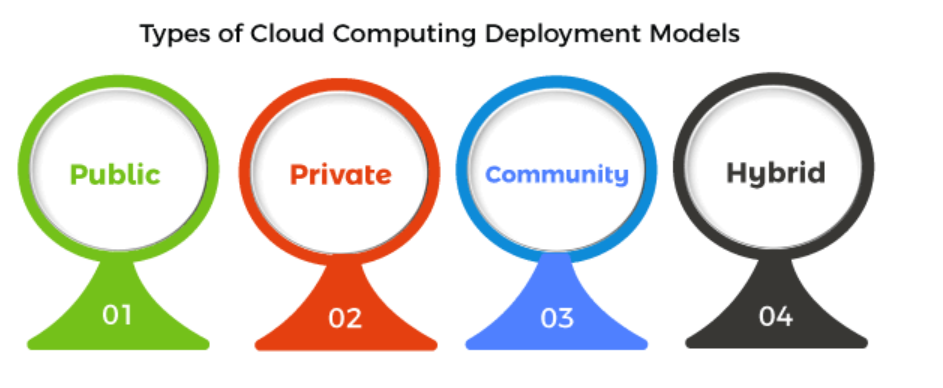 Types of Cloud Computing Deployment Models
Public
Private
Community
Hybrid
01
02
03
04